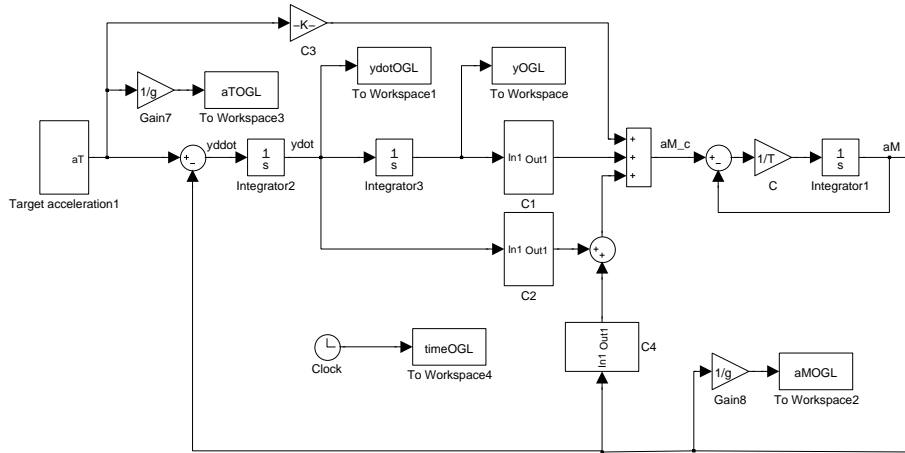 -K-
C3
ydotOGL
To Workspace1
yOGL
To Workspace
1/g
Gain7
aTOGL
To Workspace3
aT
Target acceleration1
+
−
yddot
1
s
Integrator2
ydot
1
s
Integrator3
In1 Out1
C1
+
+
+
aM_c
+
−
1/T
C
1
s
Integrator1
aM
In1 Out1
C2
+
+
Clock
timeOGL
To Workspace4
In1 Out1
C4
1/g
Gain8
aMOGL
To Workspace2